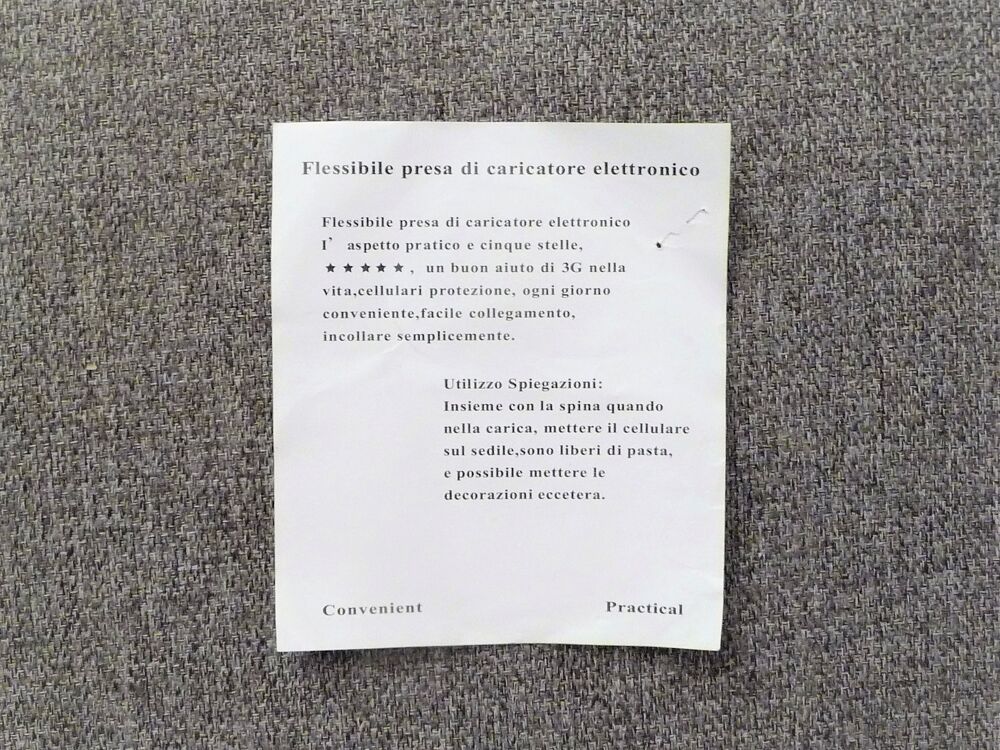 Flessibile presa di caricatore elettronico
Flessibile presa di caricatore elettronico
I’ aspetto pratico e cinque stelle,
★★★★★, un buon aiuto di 3G nella
vita,cellulari protezione, ogni giorno
conveniente,facile collegamento,
incollare semplicemente.
Utilizzo Spiegazioni:
Insieme con la spina quando
nella carica, mettere il cellulare
sul sedile,sono liberi di pasta,
e possibile mettere le
decorazioni eccetera.
Convenient
Practical